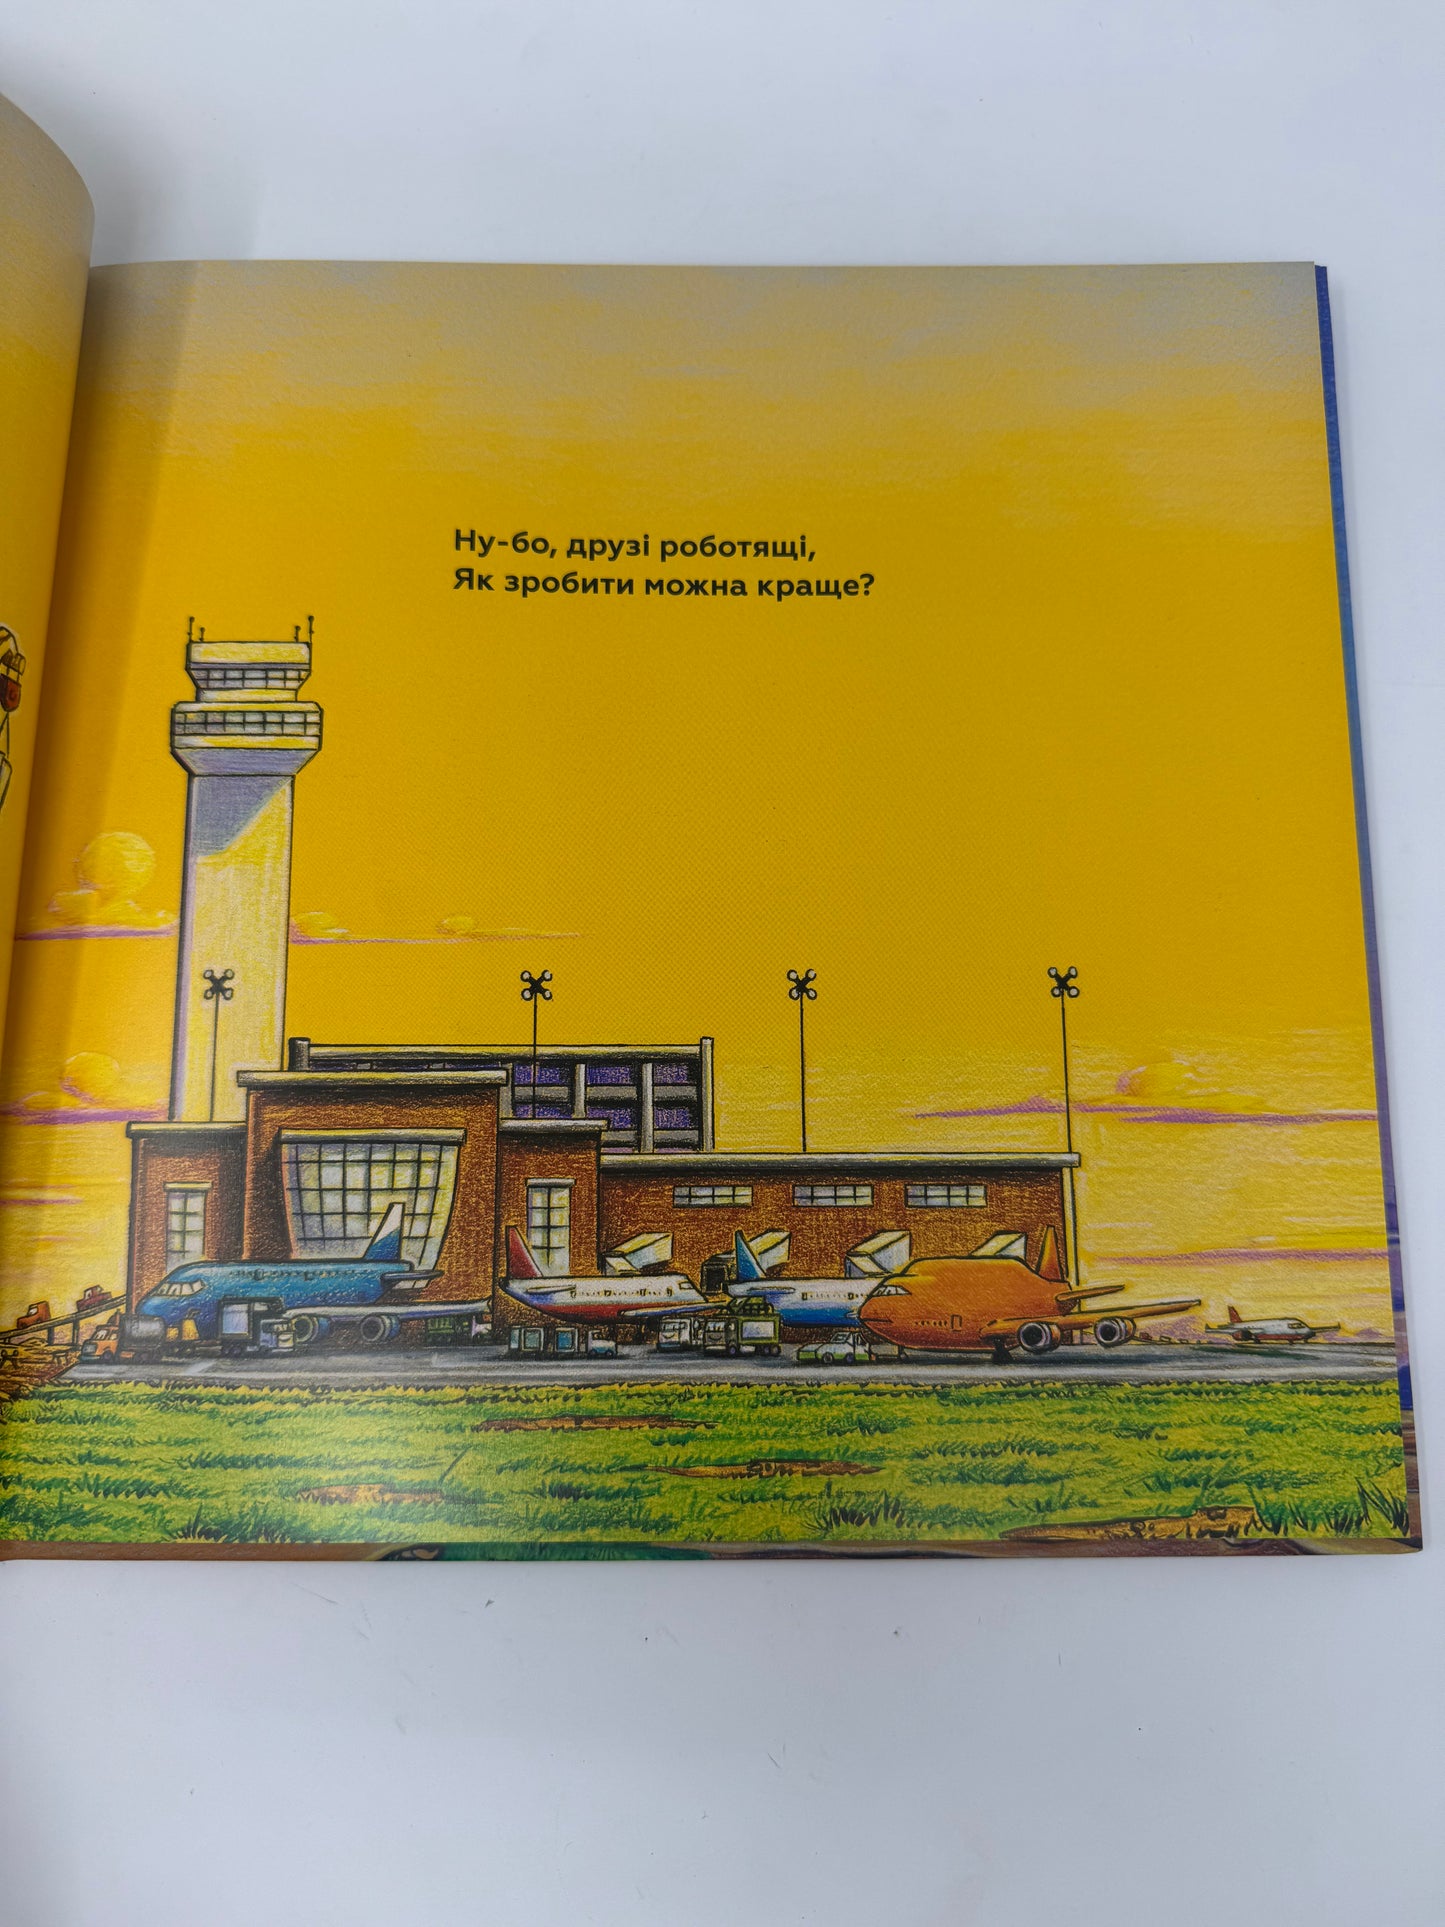 Ну-бо, друзі роботящі,
Як зробити можна краще?